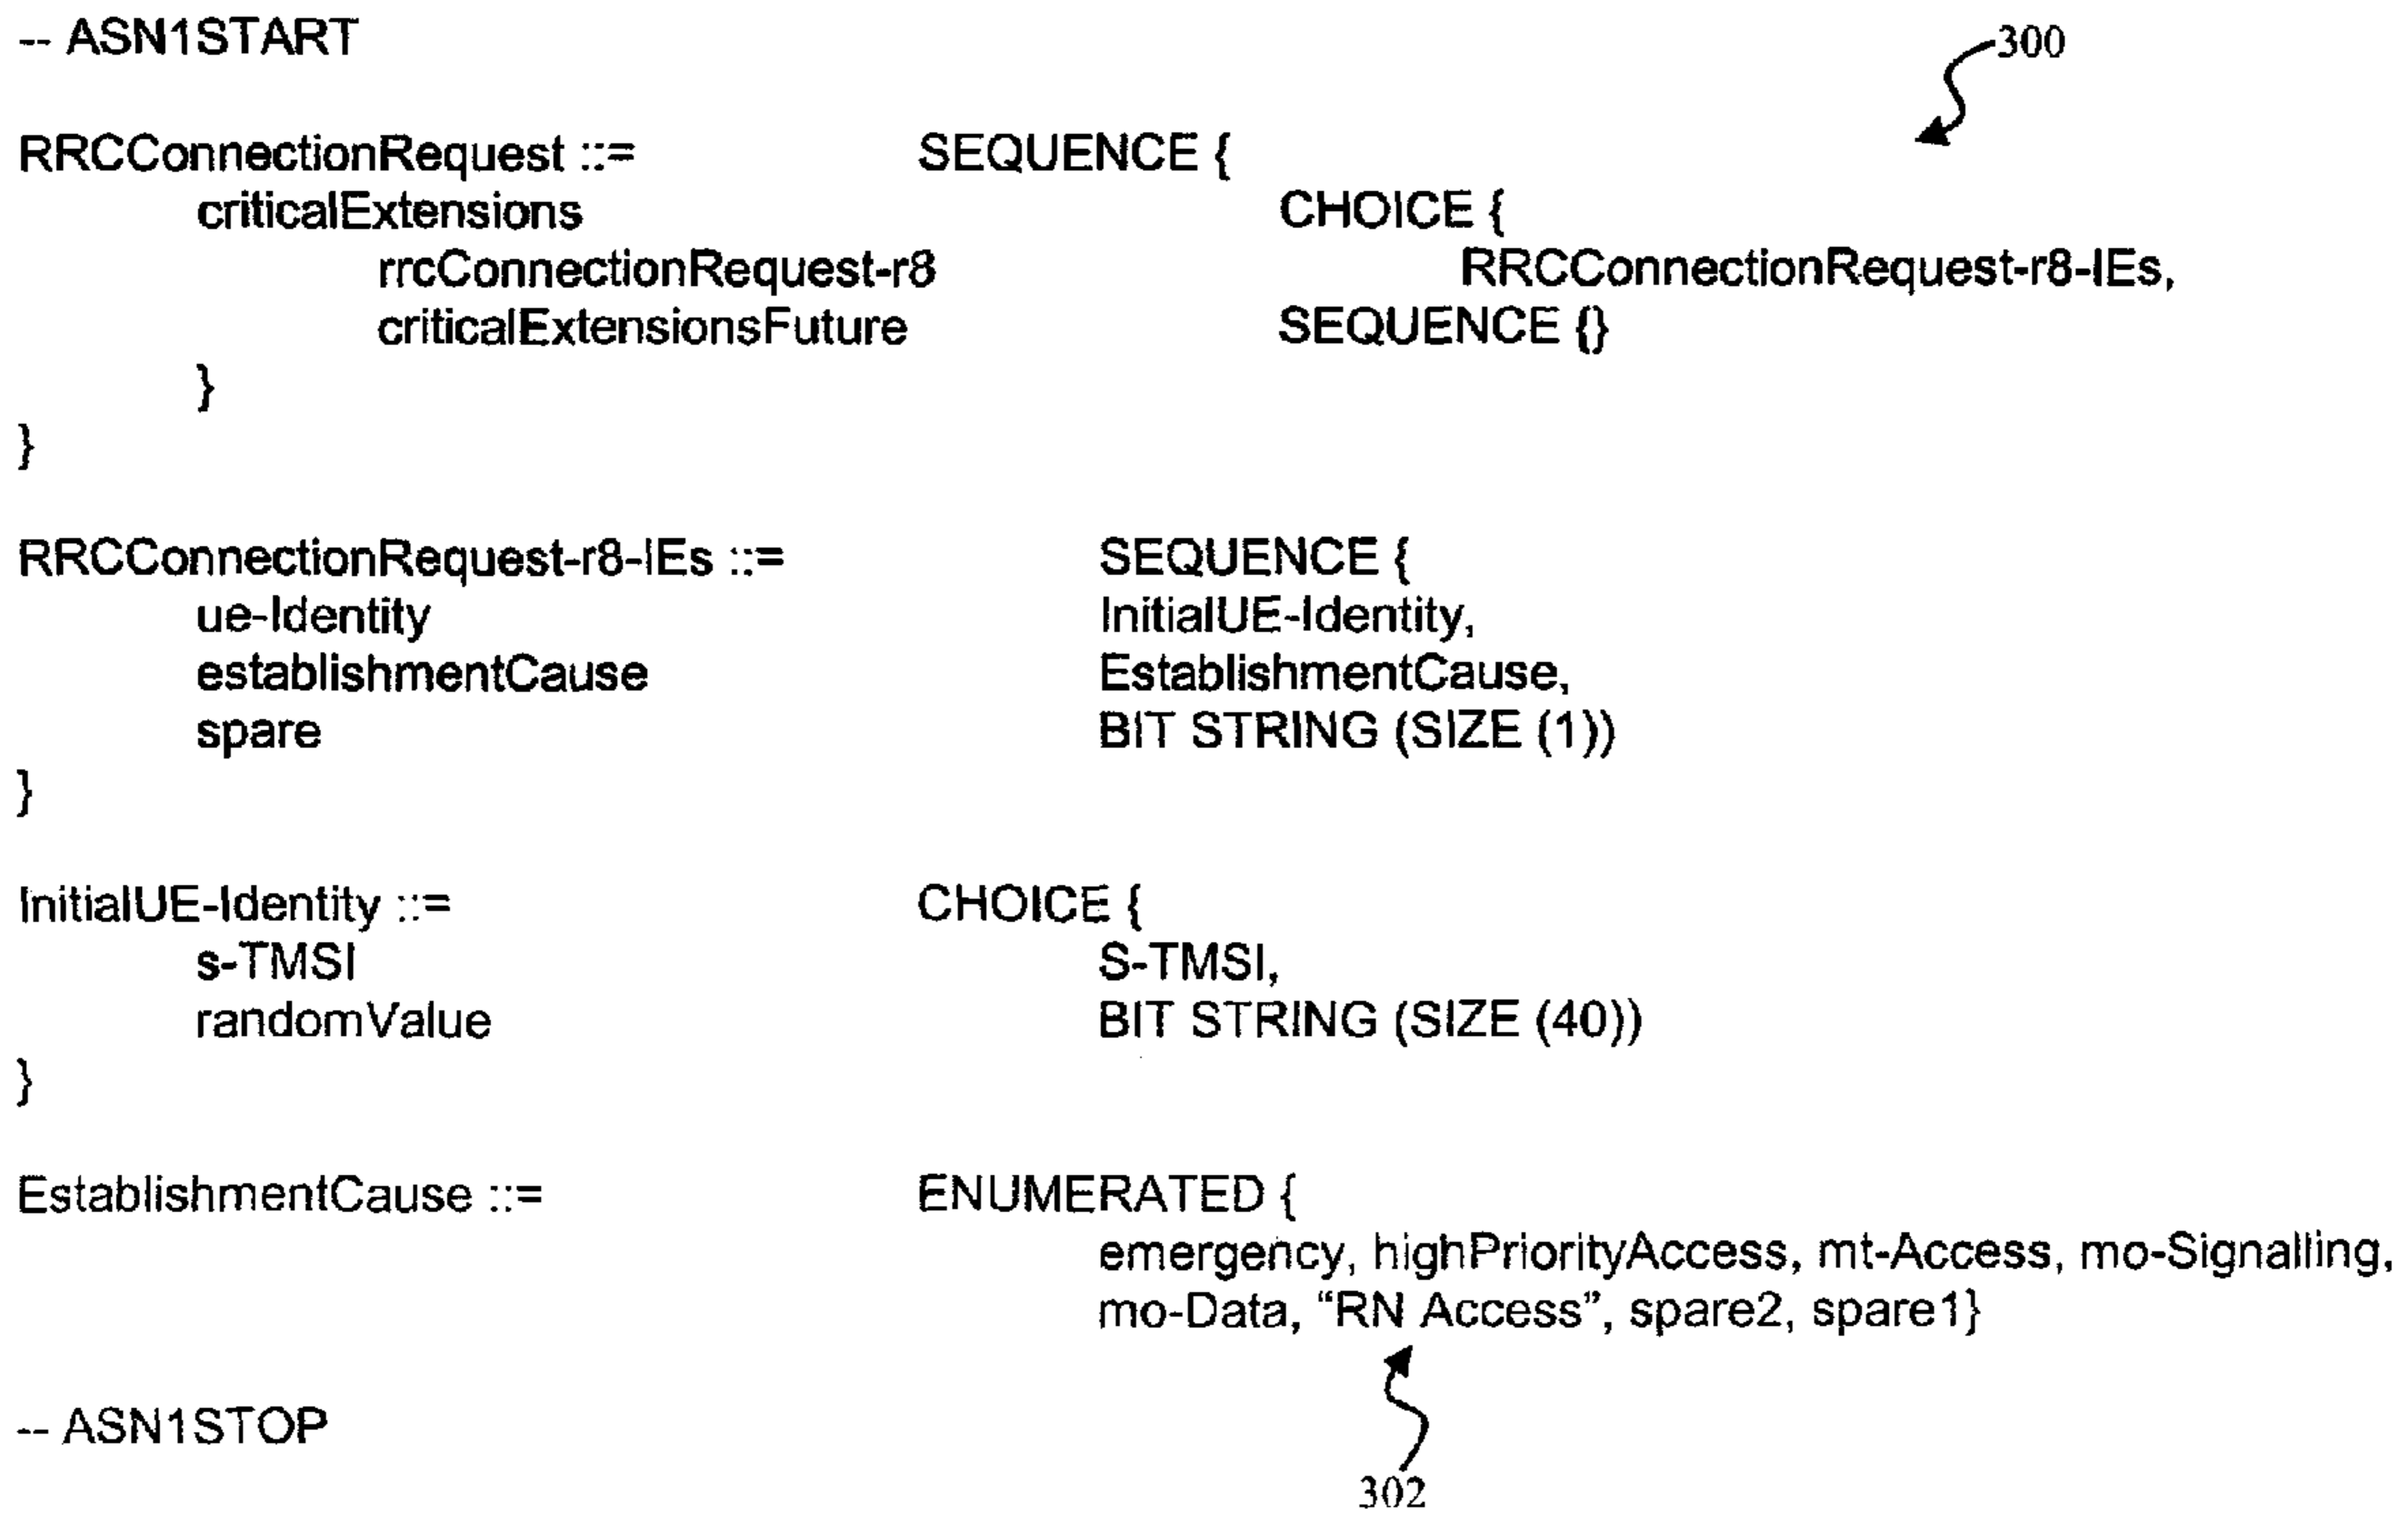 -- ASN1START
300
RRCConnectionRequest ::= SEQUENCE {
criticalExtensions CHOICE {
rrcConnectionRequest-r8 RRCConnectionRequest-r8-IEs,
criticalExtensionsFuture SEQUENCE {}
}
}
RRCConnectionRequest-r8-IEs ::= SEQUENCE {
ue-Identity InitialUE-Identity,
establishmentCause EstablishmentCause,
spare BIT STRING (SIZE (1))
}
InitialUE-Identity ::= CHOICE {
s-TMSI S-TMSI,
randomValue BIT STRING (SIZE (40))
}
EstablishmentCause ::= ENUMERATED {
emergency, highPriorityAccess, mt-Access, mo-Signalling,
mo-Data, “RN Access”, spare2, spare1}
-- ASN1STOP
302